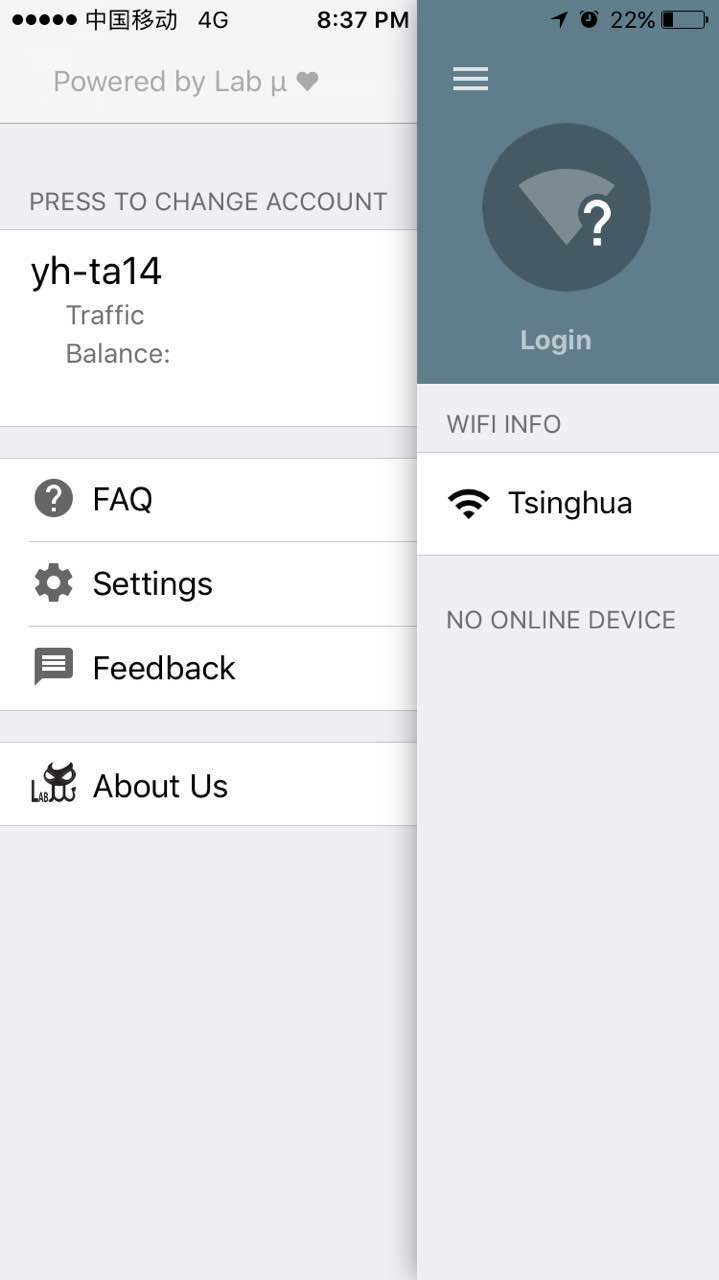 中国移动 4G 8:37 PM 22%
Powered by Lab μ
PRESS TO CHANGE ACCOUNT
yh-ta14
Traffic
Balance:
FAQ
Settings
Feedback
LAB
About Us
?
Login
WIFI INFO
Tsinghua
NO ONLINE DEVICE